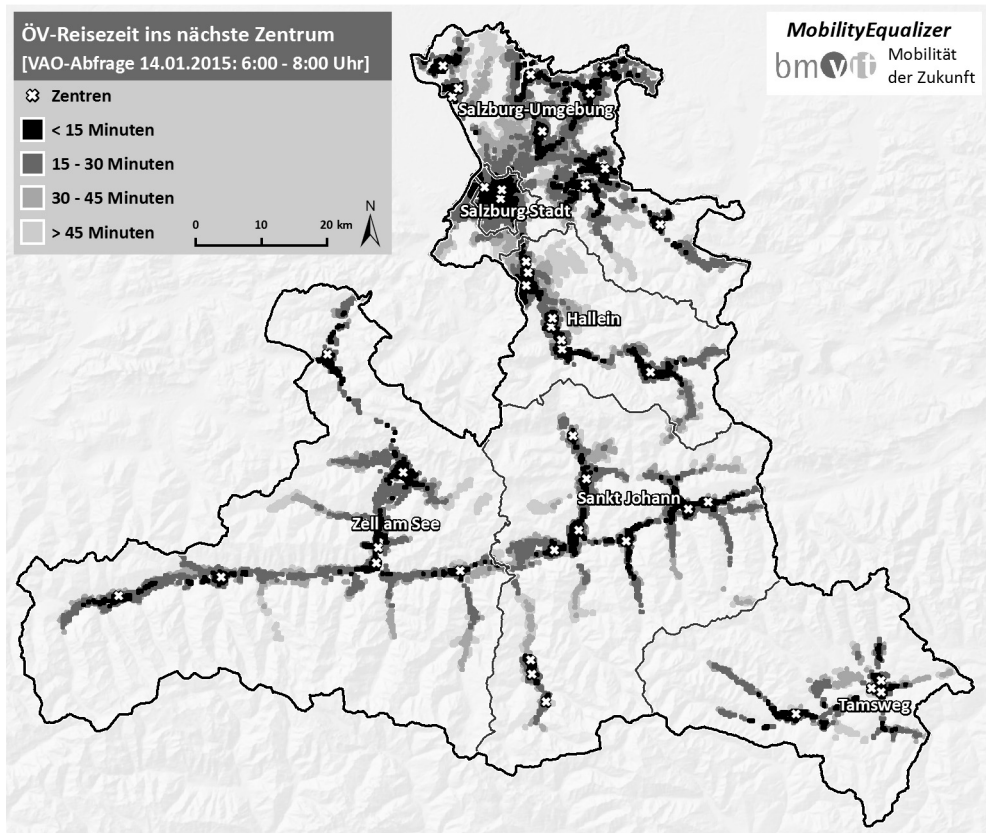 ÖV-Reisezeit ins nächste Zentrum
[VAO-Abfrage 14.01.2015: 6:00 - 8:00 Uhr]
Zentren
< 15 Minuten
15 - 30 Minuten
30 - 45 Minuten
> 45 Minuten
N
0 10 20 km
MobilityEqualizer
bmvit Mobilität
der Zukunft
Salzburg-Umgebung
Salzburg Stadt
Hallein
Sankt Johann
Zell am See
Tamsweg